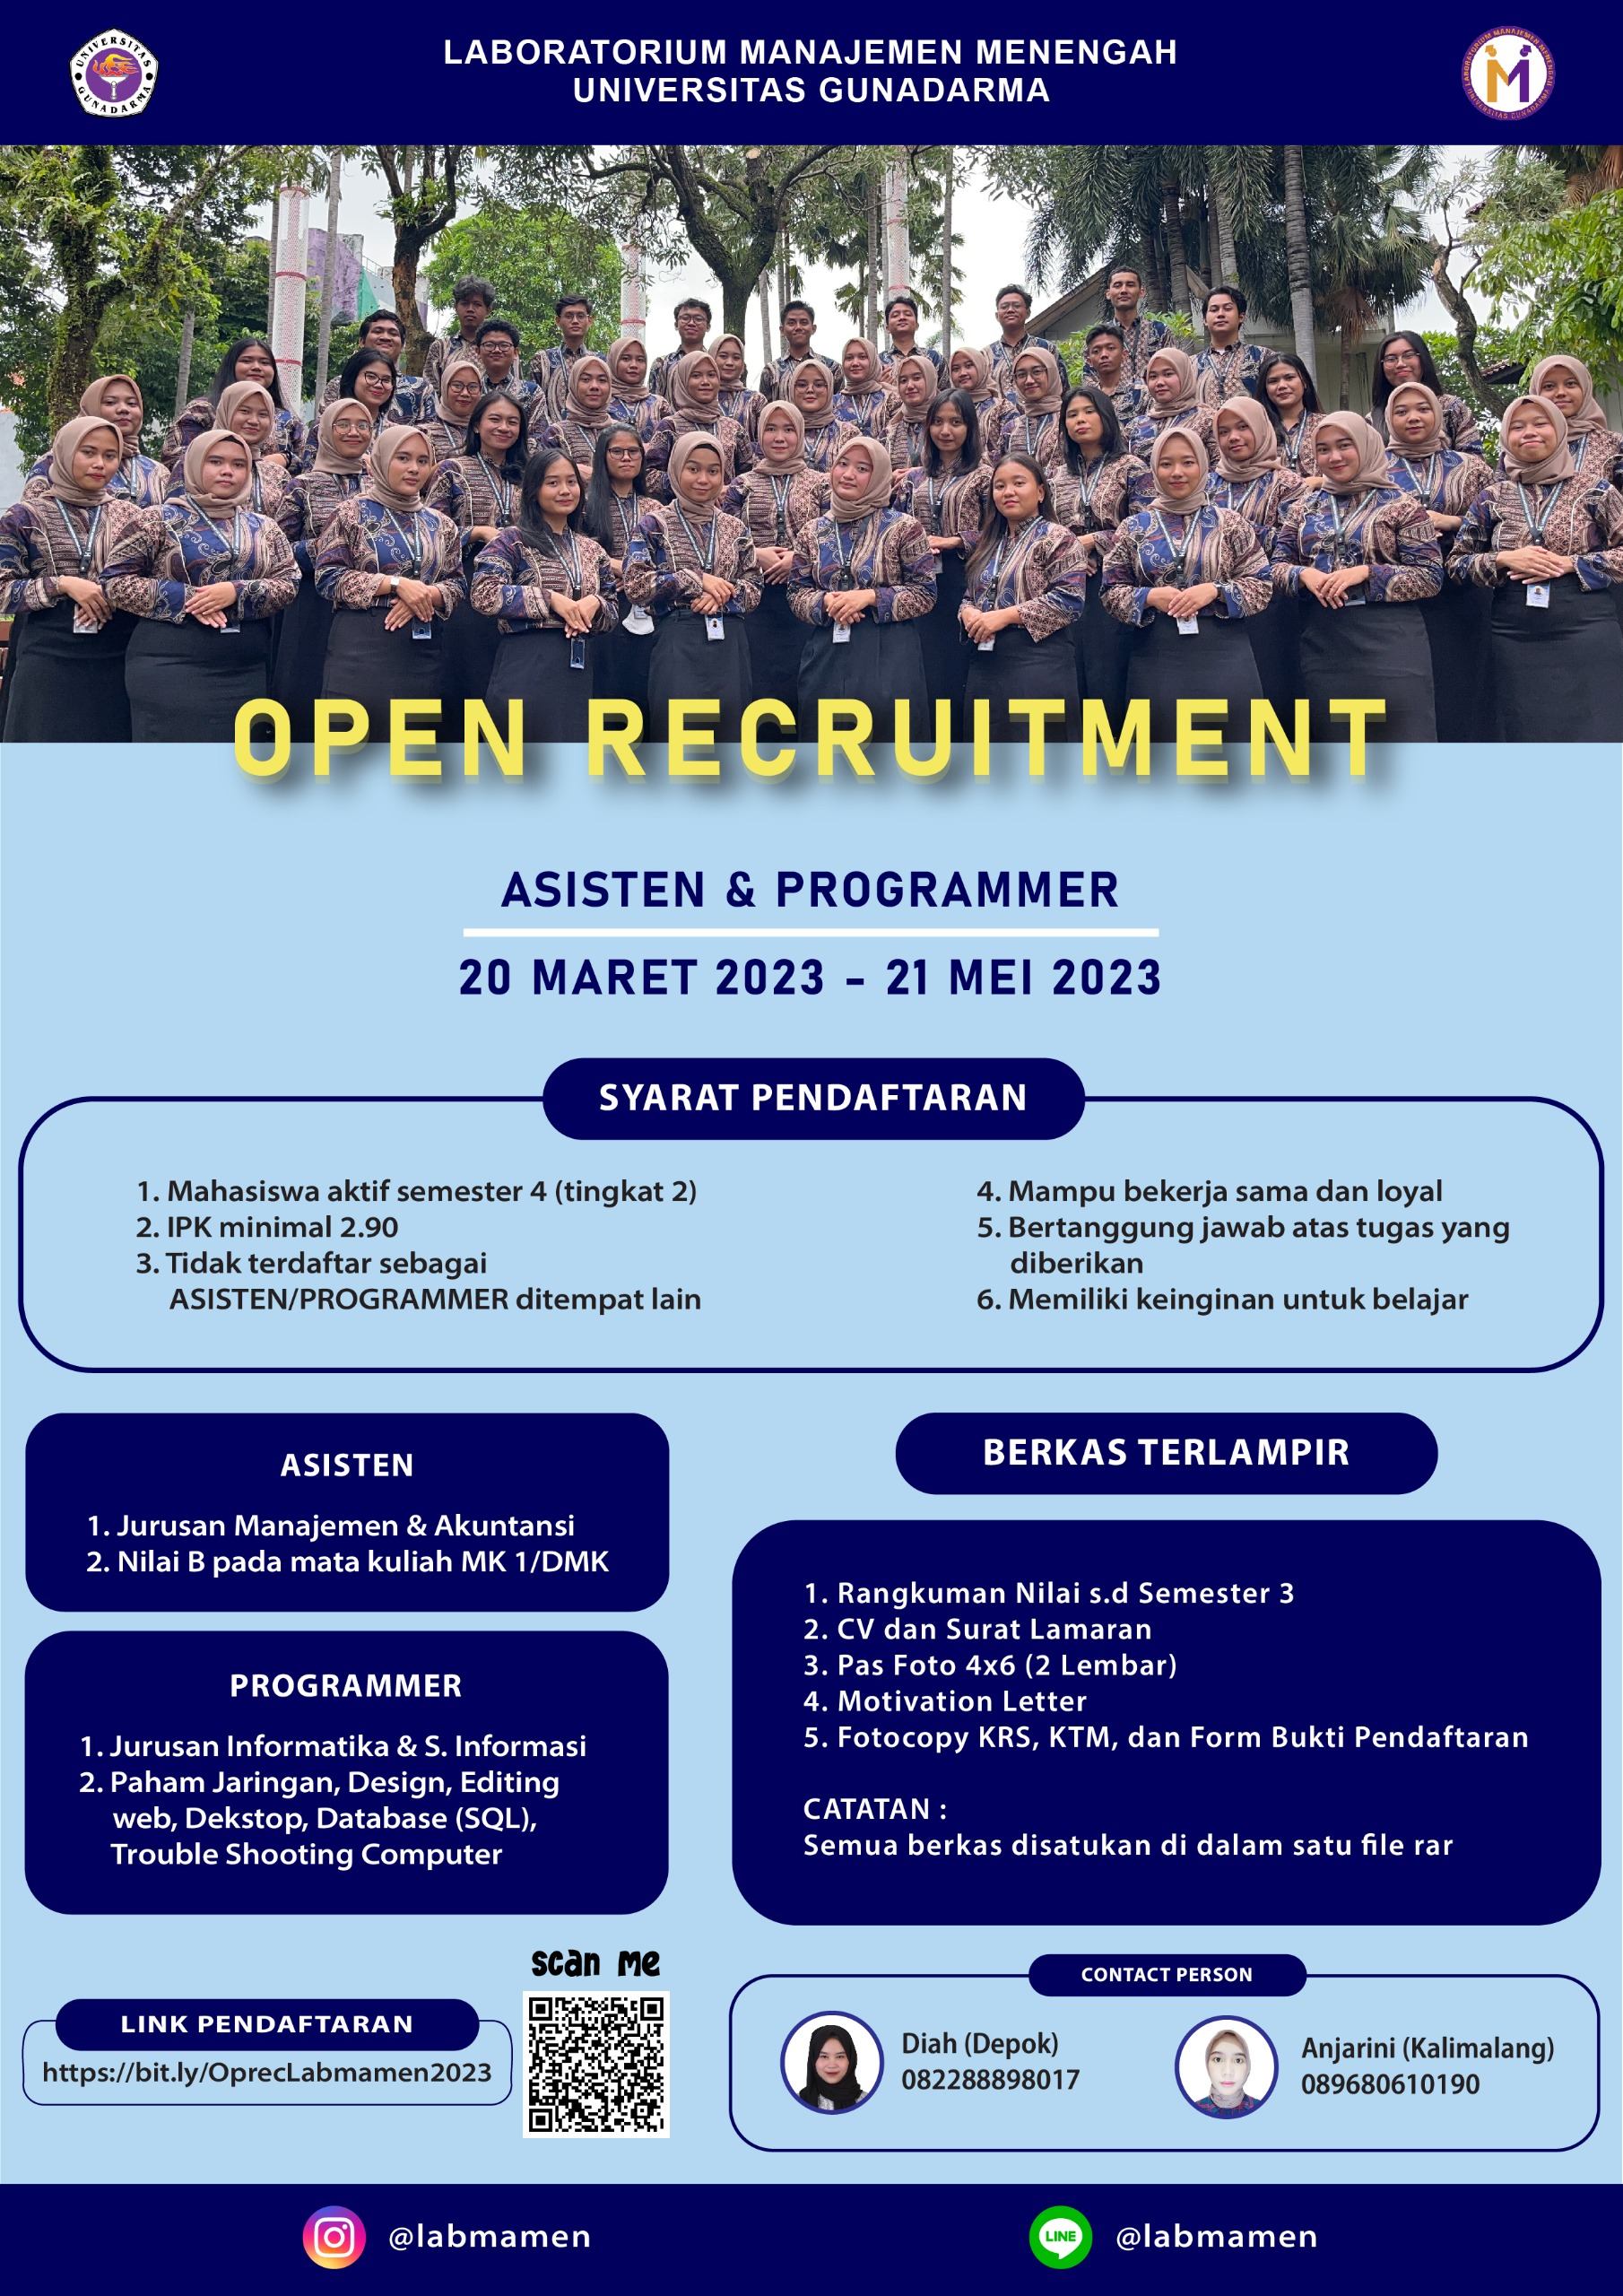 UNIVERSITAS
GUNADARMA
LABORATORIUM MANAJEMEN MENENGAH
UNIVERSITAS GUNADARMA
LABORATORIUM MANAJEMEN MENENGAH
UNIVERSITAS GUNADARMA
M
OPEN RECRUITMENT
ASISTEN & PROGRAMMER
20 MARET 2023 - 21 MEI 2023
SYARAT PENDAFTARAN
1. Mahasiswa aktif semester 4 (tingkat 2)
2. IPK minimal 2.90
3. Tidak terdaftar sebagai
ASISTEN/PROGRAMMER ditempat lain
4. Mampu bekerja sama dan loyal
5. Bertanggung jawab atas tugas yang
diberikan
6. Memiliki keinginan untuk belajar
ASISTEN
1. Jurusan Manajemen & Akuntansi
2. Nilai B pada mata kuliah MK 1/DMK
PROGRAMMER
1. Jurusan Informatika & S. Informasi
2. Paham Jaringan, Design, Editing
web, Dekstop, Database (SQL),
Trouble Shooting Computer
BERKAS TERLAMPIR
1. Rangkuman Nilai s.d Semester 3
2. CV dan Surat Lamaran
3. Pas Foto 4x6 (2 Lembar)
4. Motivation Letter
5. Fotocopy KRS, KTM, dan Form Bukti Pendaftaran
CATATAN :
Semua berkas disatukan di dalam satu file rar
scan me
LINK PENDAFTARAN
https://bit.ly/OprecLabmamen2023
CONTACT PERSON
Diah (Depok)
082288898017
Anjarini (Kalimalang)
089680610190
@labmamen
LINE
@labmamen